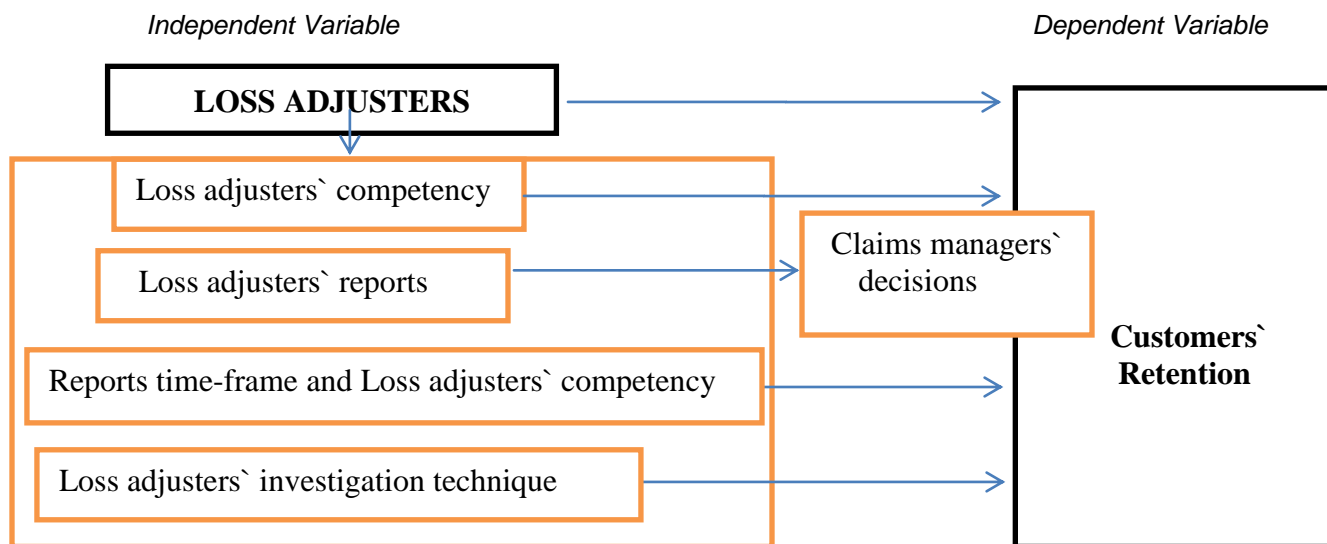 Independent Variable
Dependent Variable
LOSS ADJUSTERS
Loss adjusters` competency
Loss adjusters` reports
Claims managers`
decisions
Customers`
Retention
Reports time-frame and Loss adjusters` competency
Loss adjusters` investigation technique